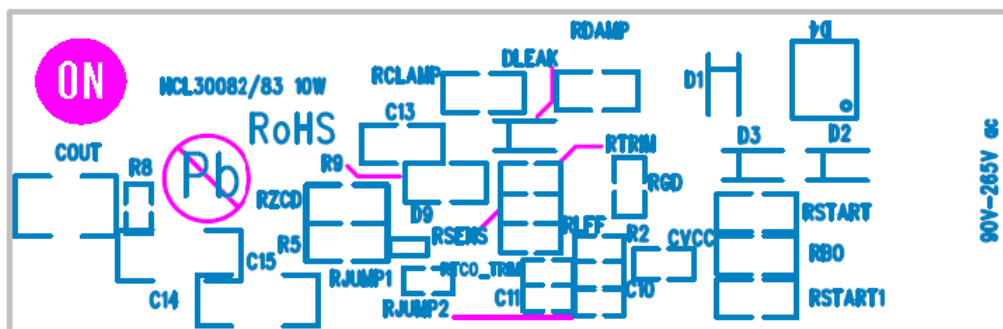 RDAMP
D4
ON
DLEAK
RCLAMP
D1
NCL30082/83 10W
C13
RoHS
D3
D2
RTRIM
COUT
R8
R9
Pb
RGD
RZCD
D9
RSTART
90V-265V ac
RSENS
RLFF
R2
CVCC
R5
RBO
C15
RJUMP1
RTCO_TRIM
C14
C11
C10
RSTART1
RJUMP2